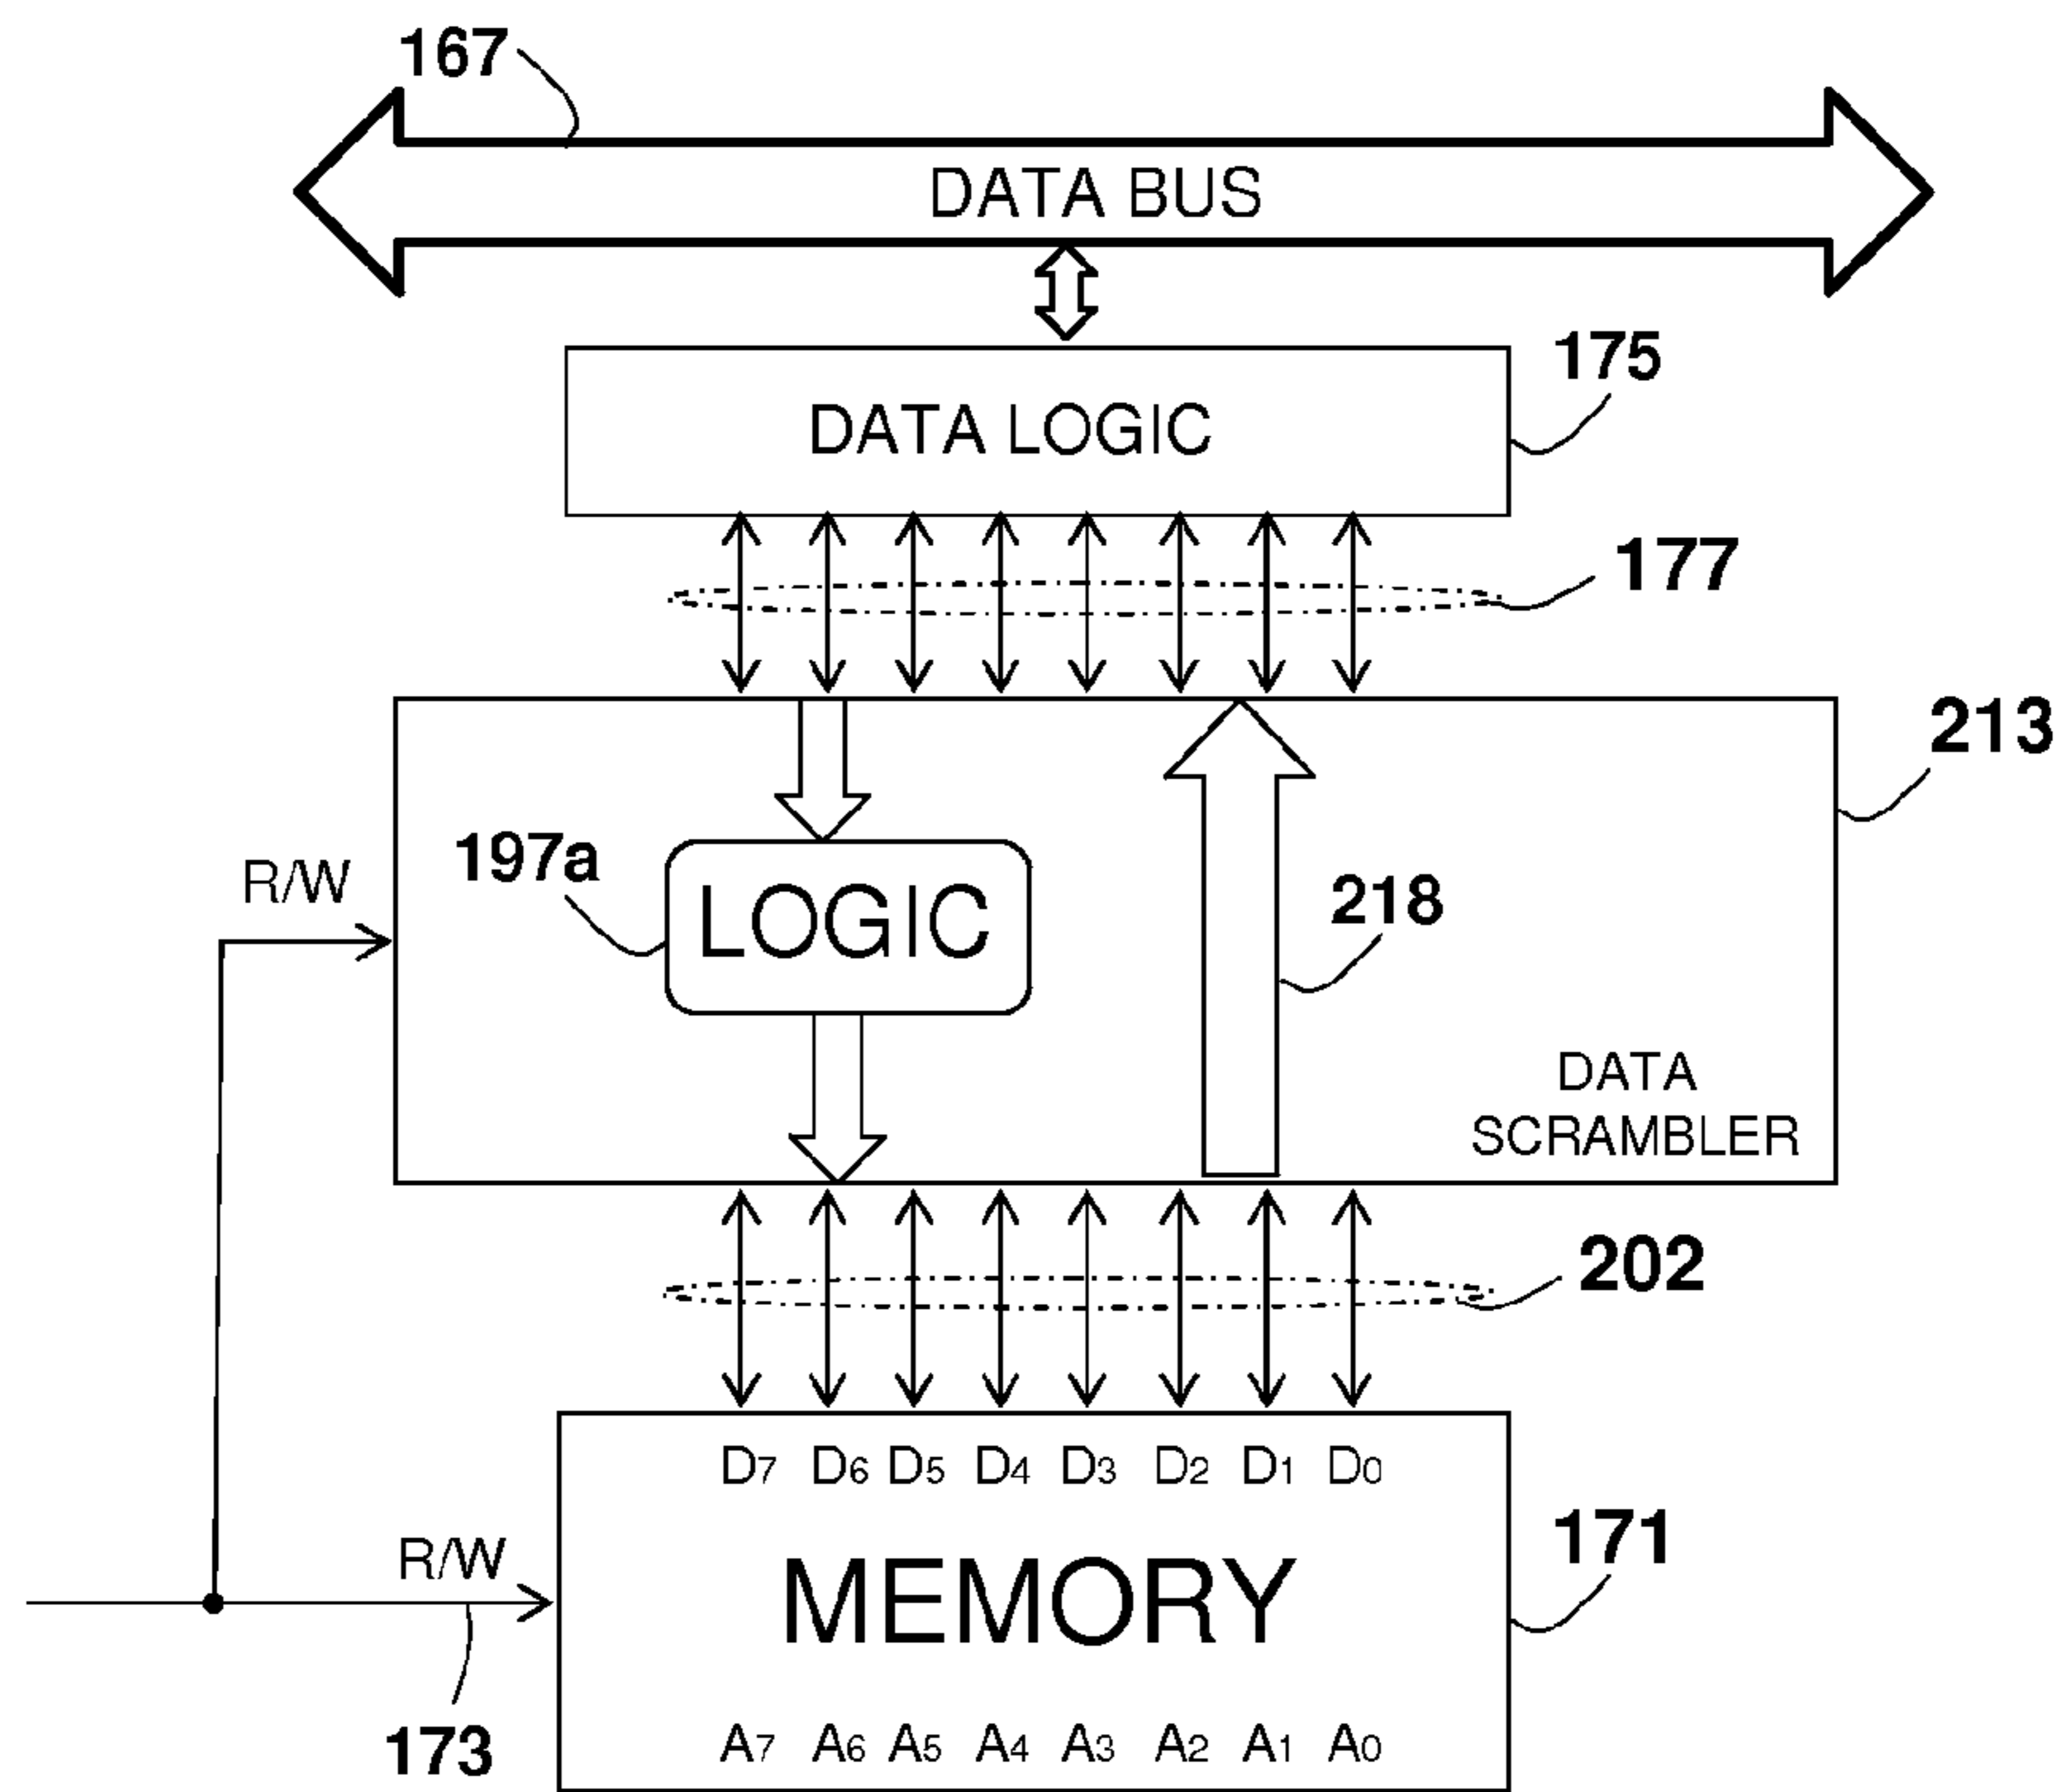 167
DATA BUS
175
DATA LOGIC
177
213
197a
R/W
LOGIC
218
DATA
SCRAMBLER
202
D7 D6 D5 D4 D3 D2 D1 D0
171
R/W
MEMORY
173
A7 A6 A5 A4 A3 A2 A1 A0